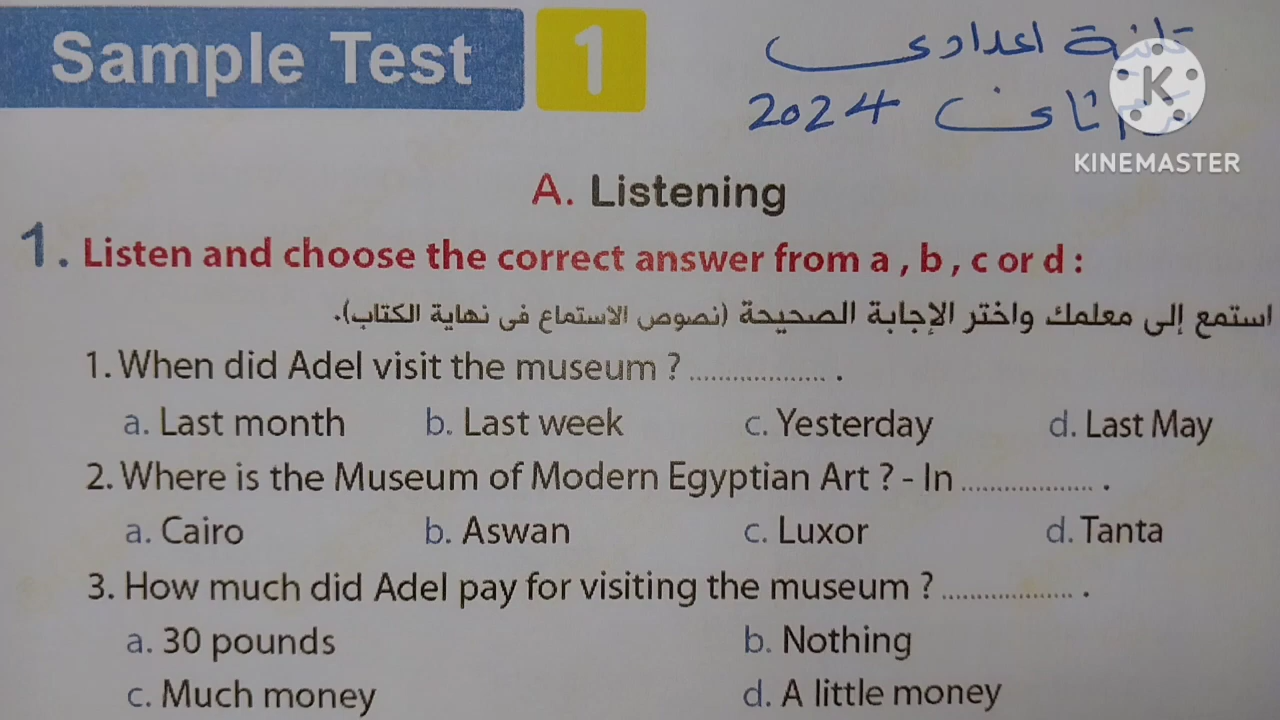 Sample Test 1
تانية اعدادى
ترم ثانى 2024
KINEMASTER
A. Listening
1. Listen and choose the correct answer from a , b , c or d :
استمع إلى معلمك واختر الإجابة الصحيحة (نصوص الاستماع فى نهاية الكتاب).
1. When did Adel visit the museum ? .................... .
a. Last month b. Last week c. Yesterday d. Last May
2. Where is the Museum of Modern Egyptian Art ? - In .................... .
a. Cairo b. Aswan c. Luxor d. Tanta
3. How much did Adel pay for visiting the museum ? .................... .
a. 30 pounds b. Nothing
c. Much money d. A little money